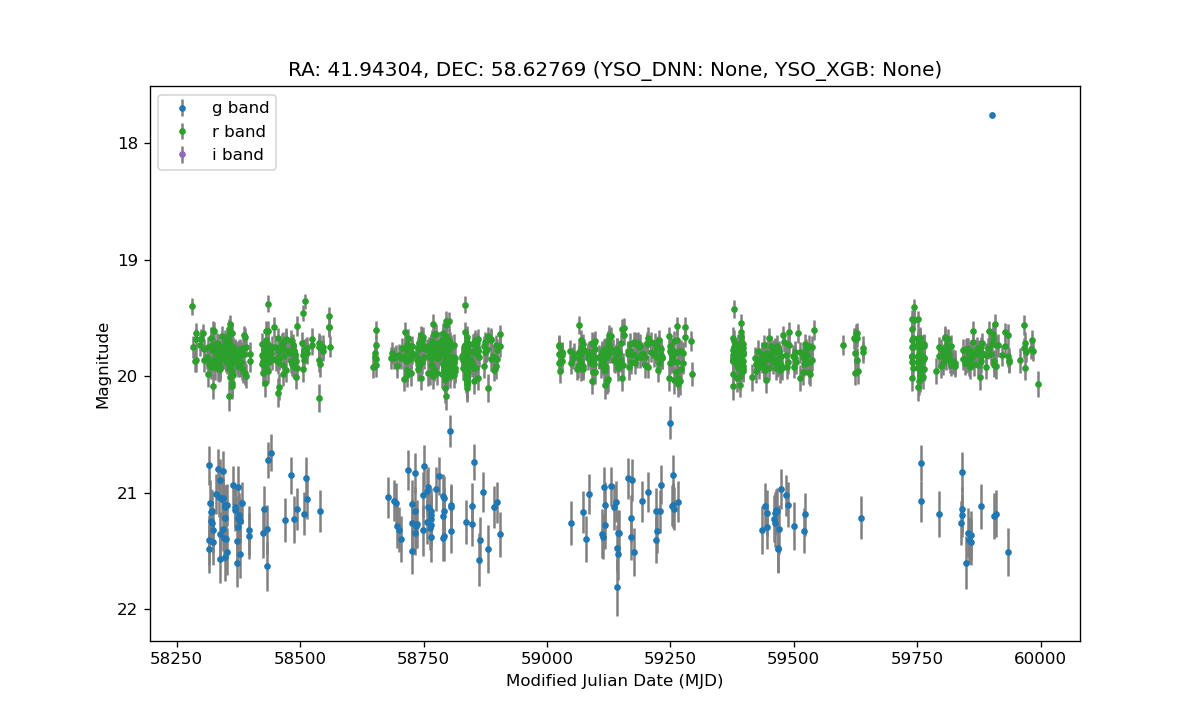 RA: 41.94304, DEC: 58.62769 (YSO_DNN: None, YSO_XGB: None)
g band
r band
i band
18
19
20
21
22
Magnitude
58250 58500 58750 59000 59250 59500 59750 60000
Modified Julian Date (MJD)